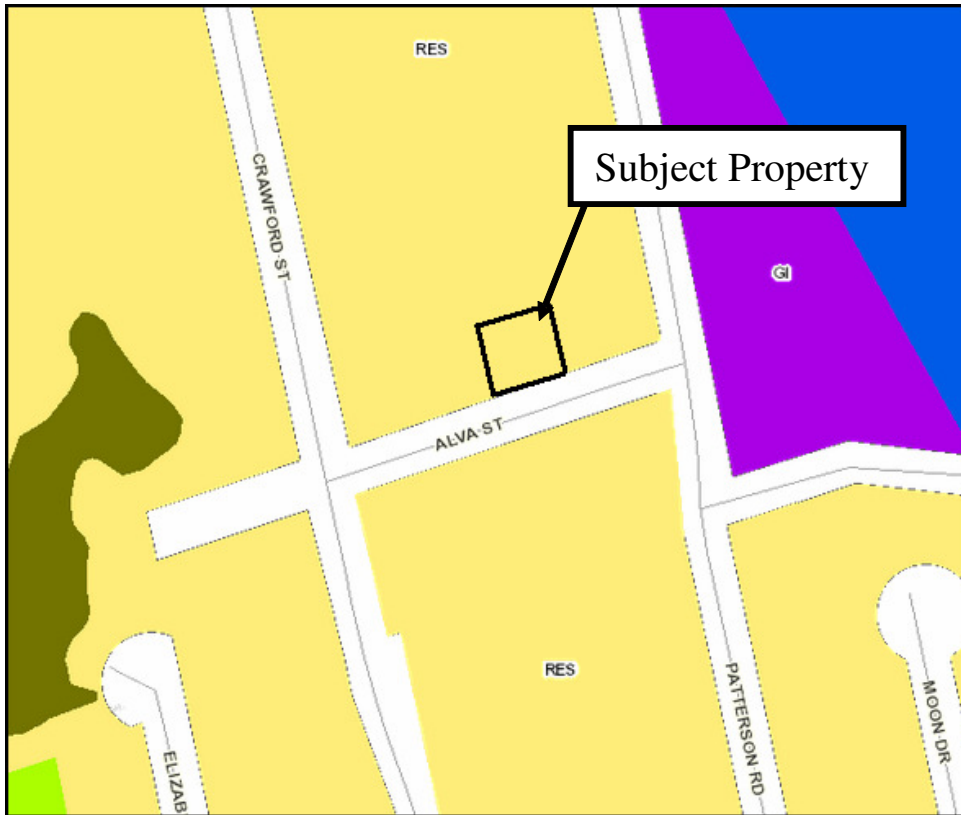 RES
Subject Property
CRAWFORD ST
GI
ALVA ST
RES
PATTERSON RD
MOON DR
ELIZAB